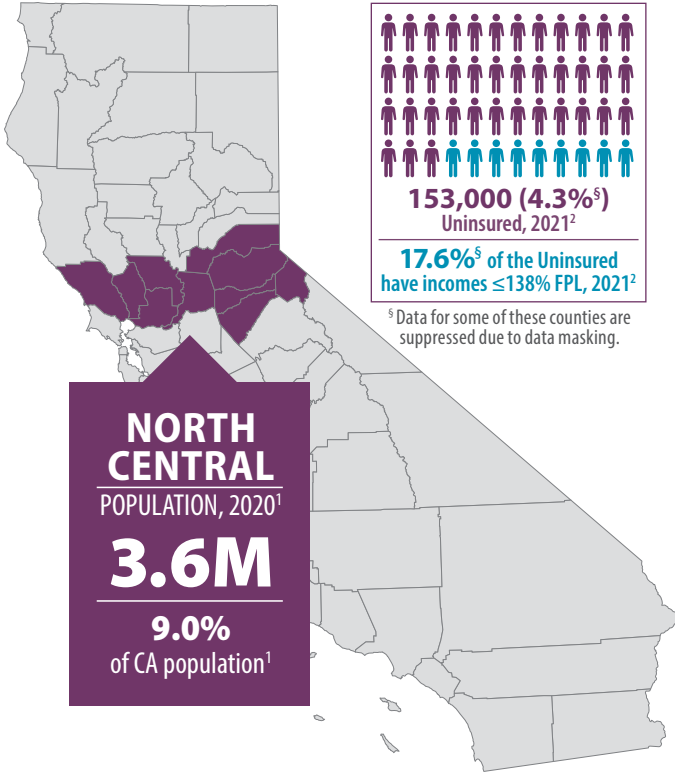 153,000 (4.3%§)
Uninsured, 2021²
17.6%§ of the Uninsured
have incomes ≤138% FPL, 2021²
§ Data for some of these counties are
suppressed due to data masking.
NORTH
CENTRAL
POPULATION, 2020¹
3.6M
9.0%
of CA population¹